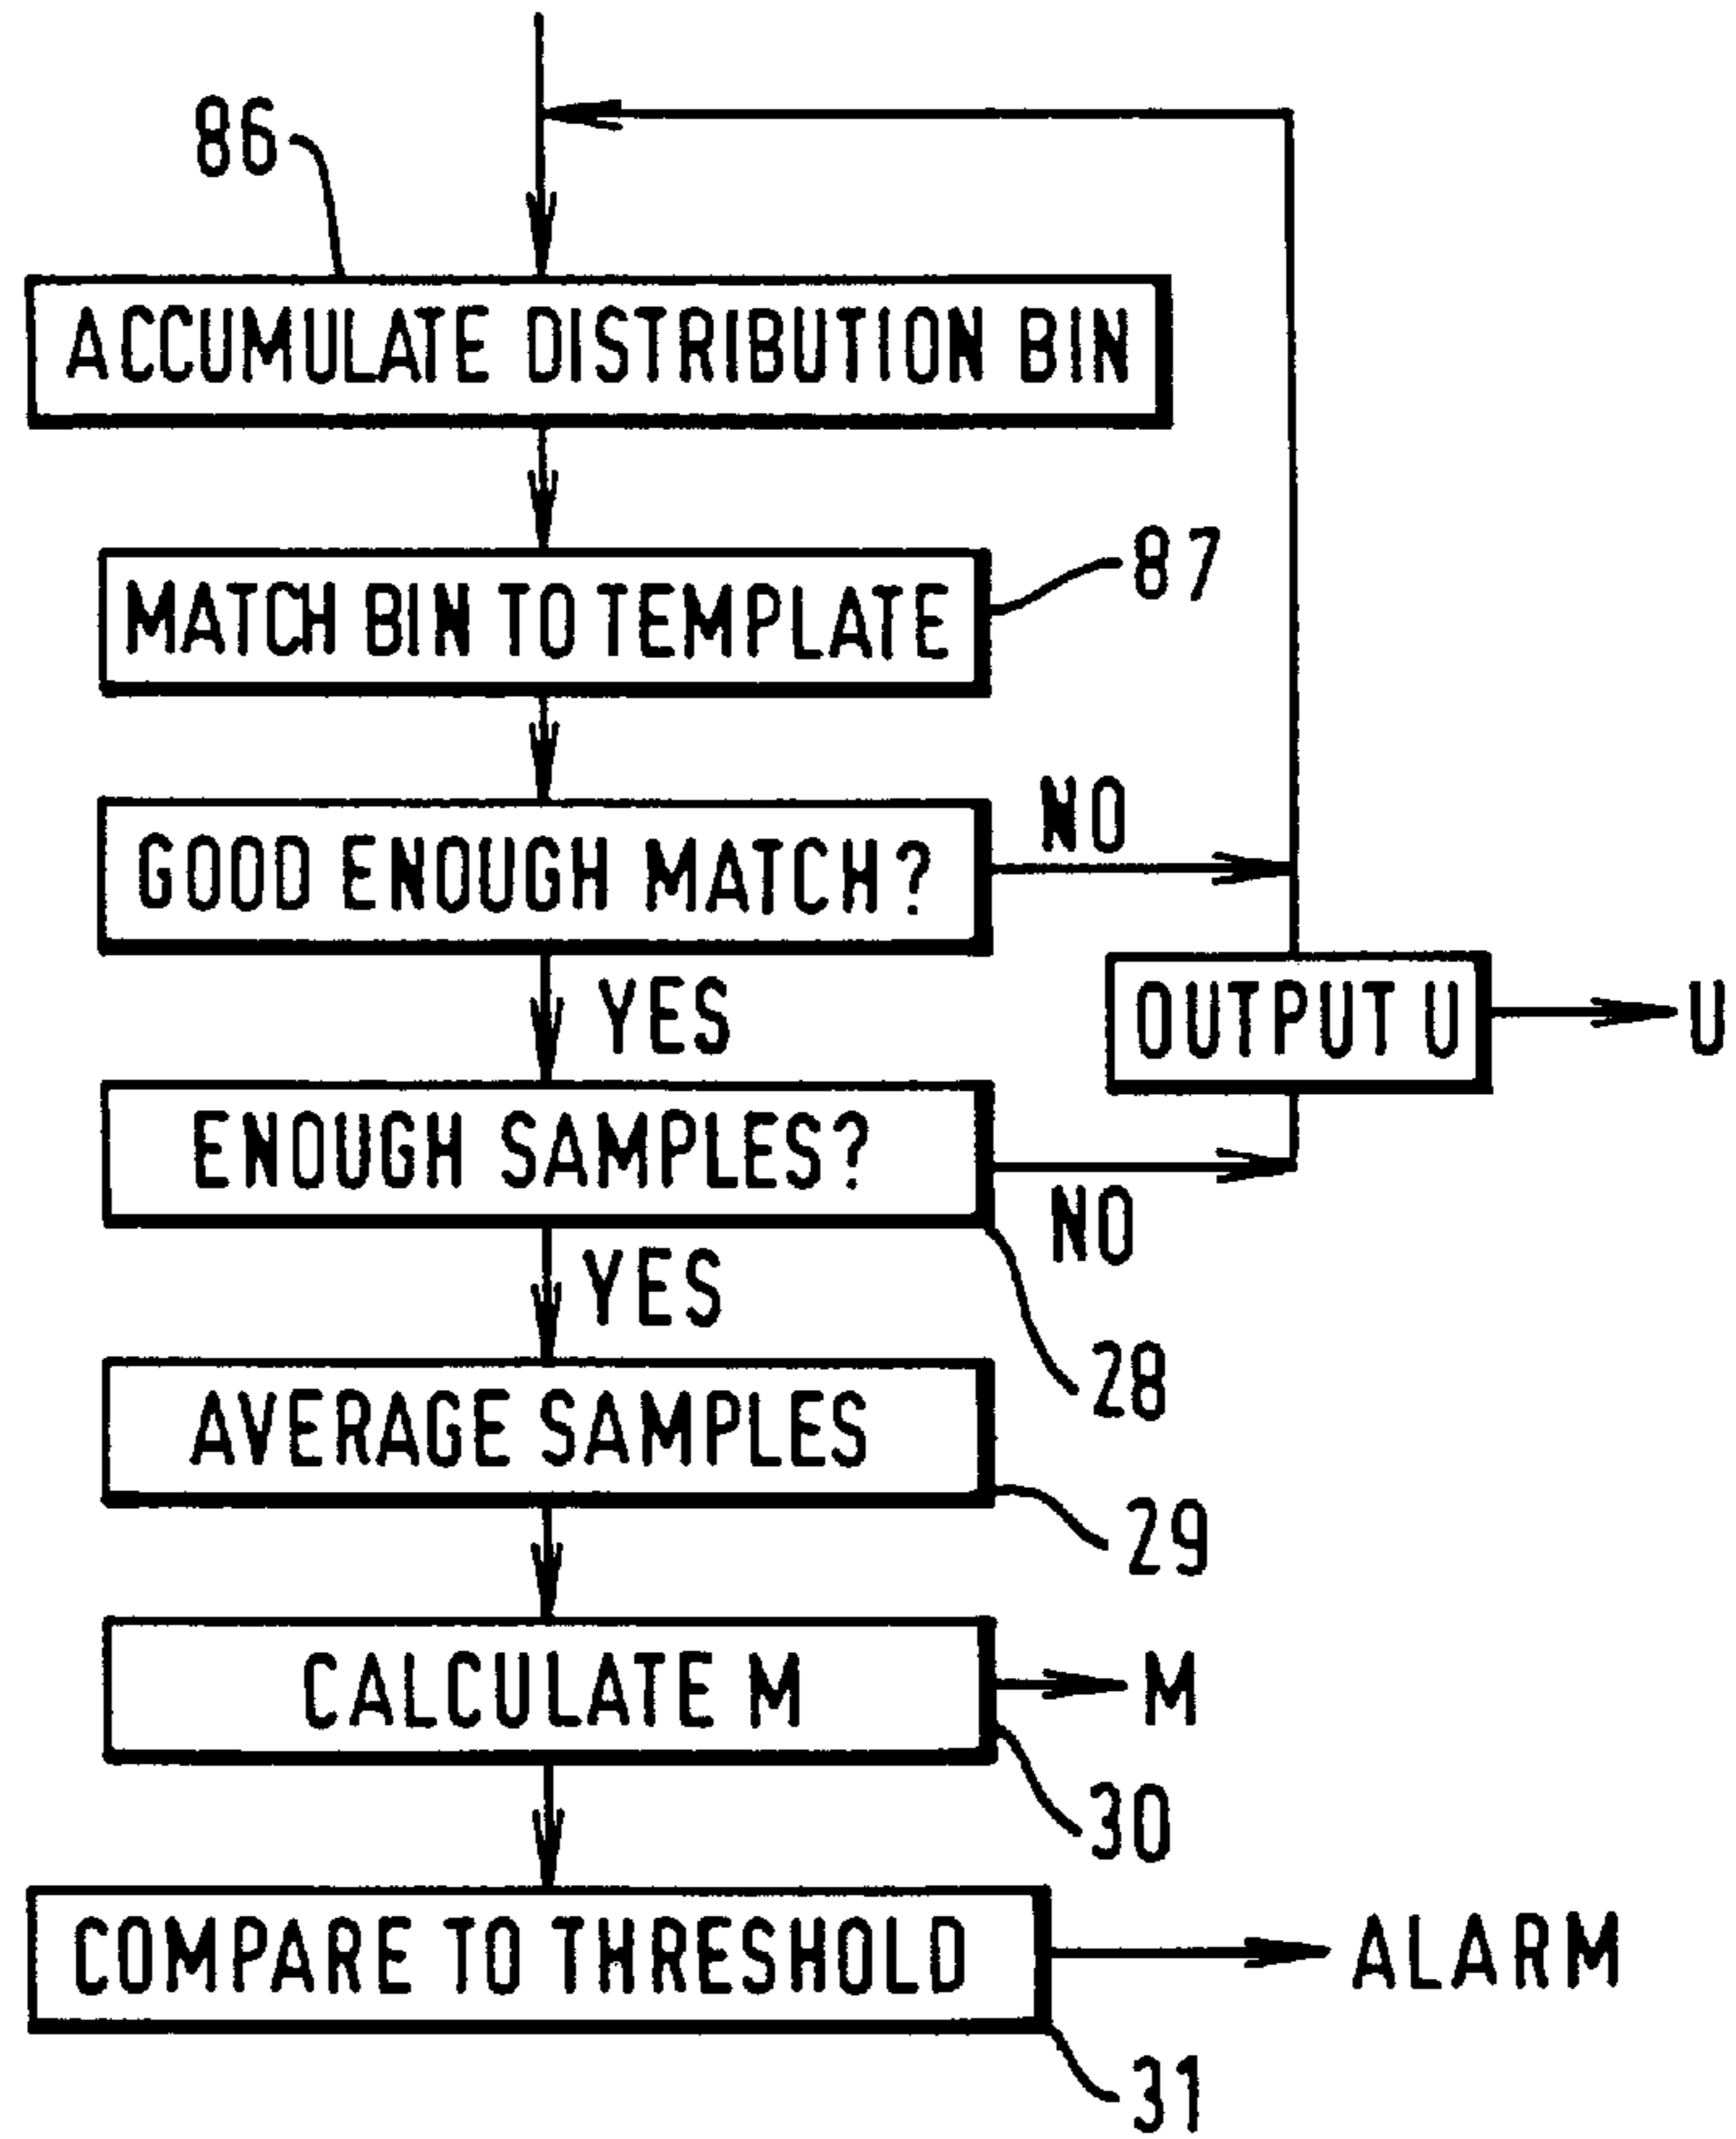 86
ACCUMULATE DISTRIBUTION BIN
MATCH BIN TO TEMPLATE
87
GOOD ENOUGH MATCH?
NO
YES
OUTPUT U
U
ENOUGH SAMPLES?
NO
YES
28
AVERAGE SAMPLES
29
CALCULATE M
M
30
COMPARE TO THRESHOLD
ALARM
31